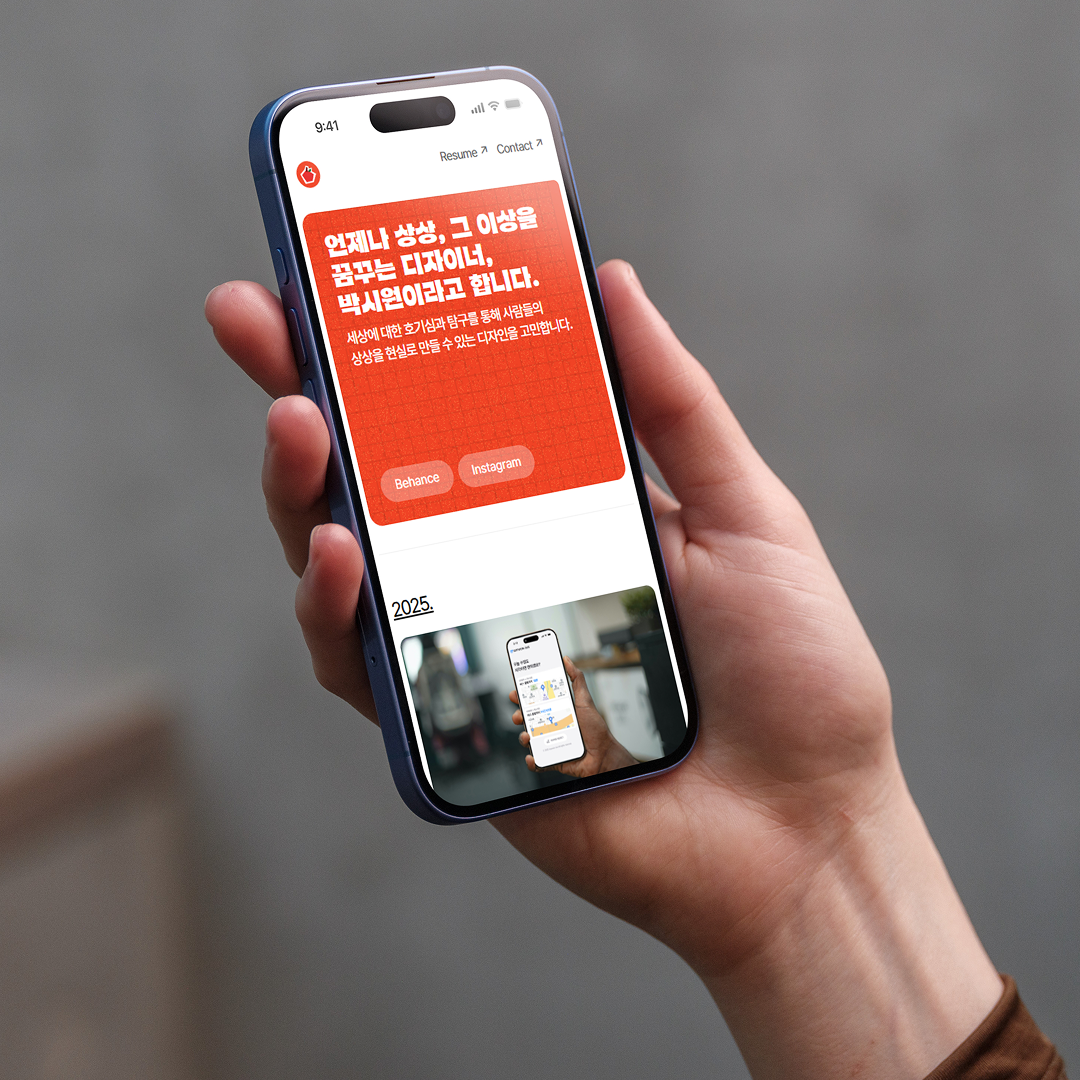 9:41
Resume ↗ Contact ↗
언제나 상상, 그 이상을
꿈꾸는 디자이너,
박시원이라고 합니다.
세상에 대한 호기심과 탐구를 통해 사람들의
상상을 현실로 만들 수 있는 디자인을 고민합니다.
Behance Instagram
2025.